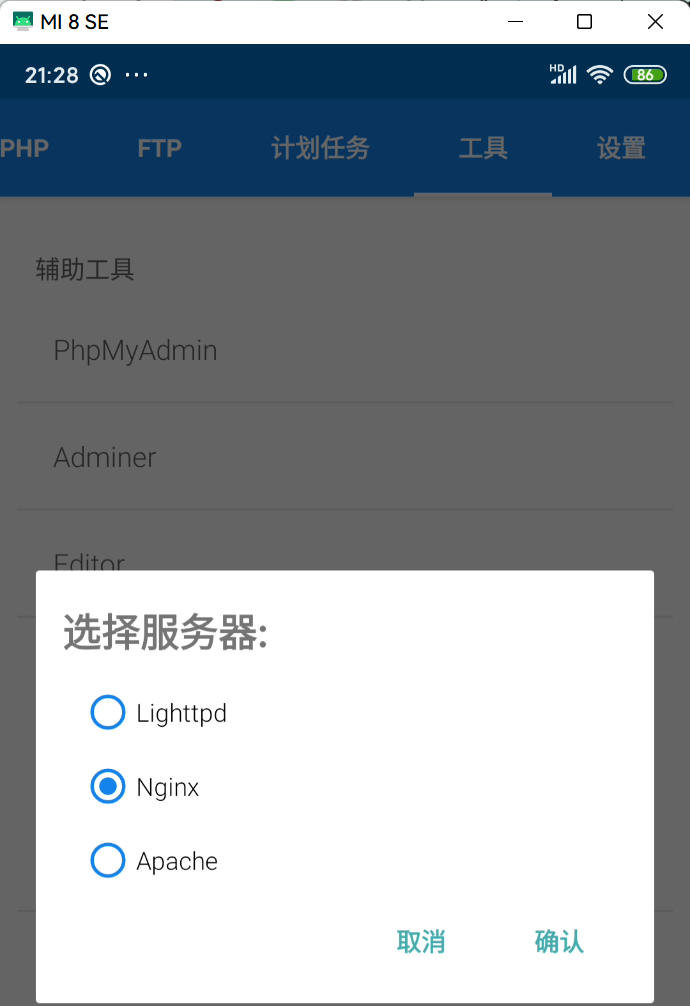 MI 8 SE
21:28 HD 86
PHP FTP 计划任务 工具 设置
辅助工具
PhpMyAdmin
Adminer
Editor
选择服务器:
Lighttpd
Nginx
Apache
取消 确认